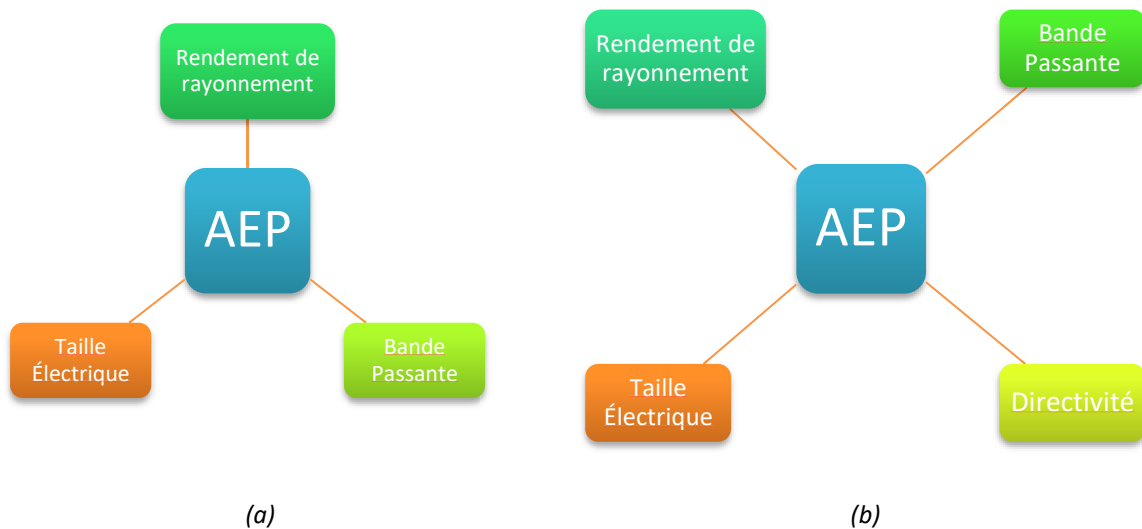 Rendement de
rayonnement
AEP
Taille
Électrique
Bande
Passante
(a)
Rendement de
rayonnement
Bande
Passante
AEP
Taille
Électrique
Directivité
(b)